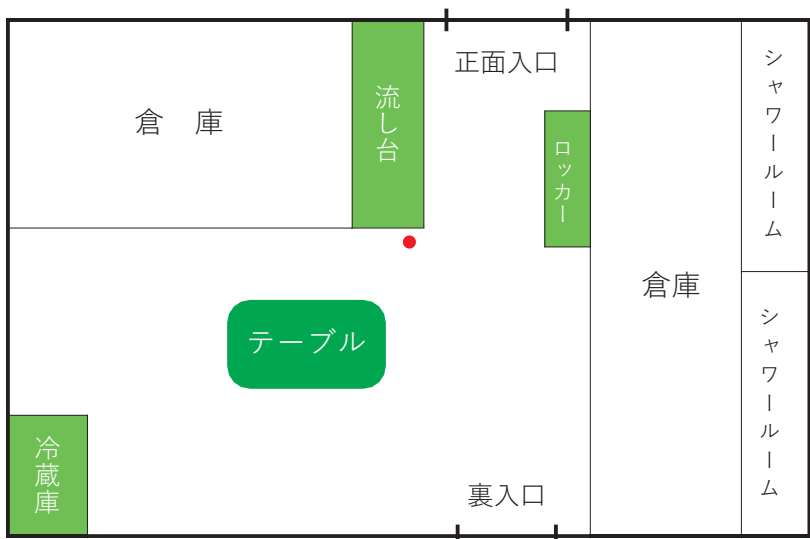 正面入口
倉 庫
流し台
ロッカー
シャワールーム
倉庫
テーブル
シャワールーム
冷蔵庫
裏入口